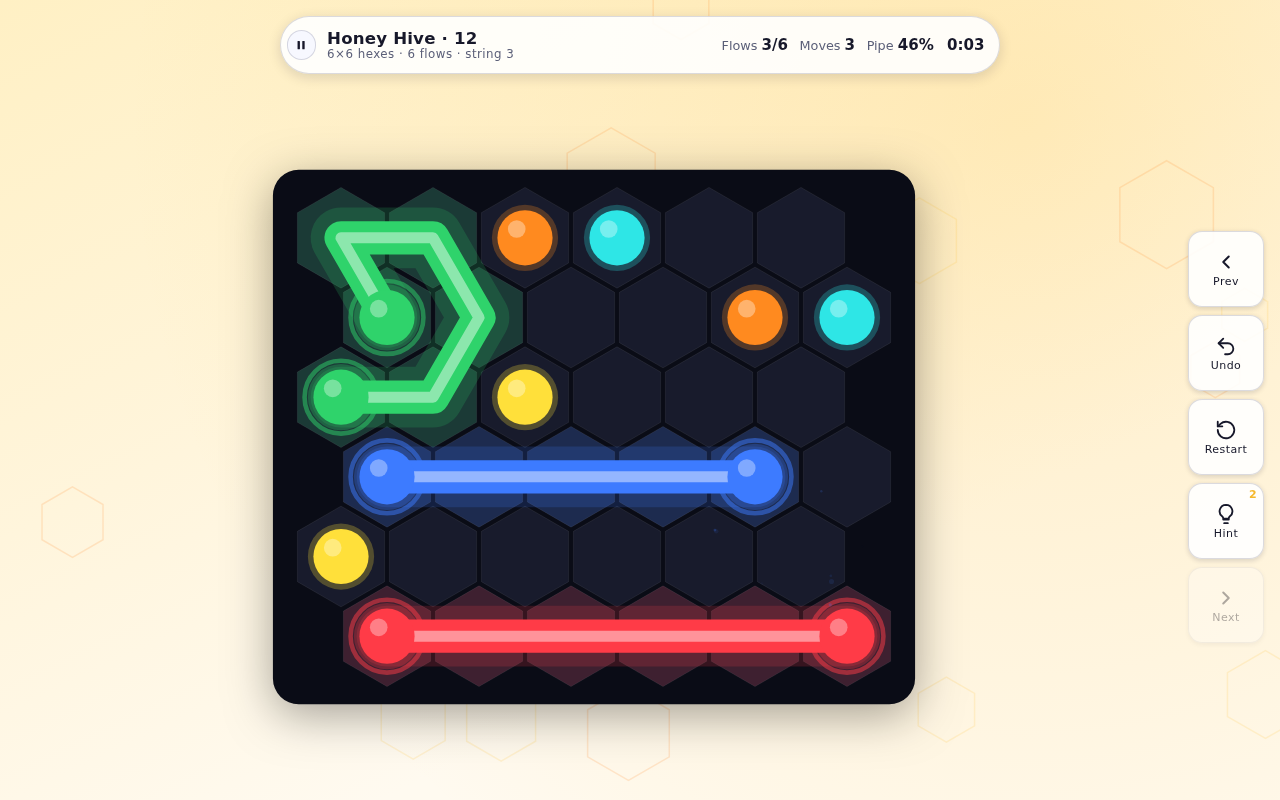 Honey Hive · 12
6×6 hexes · 6 flows · string 3
Flows 3/6 Moves 3 Pipe 46% 0:03
Prev
Undo
Restart
2
Hint
Next